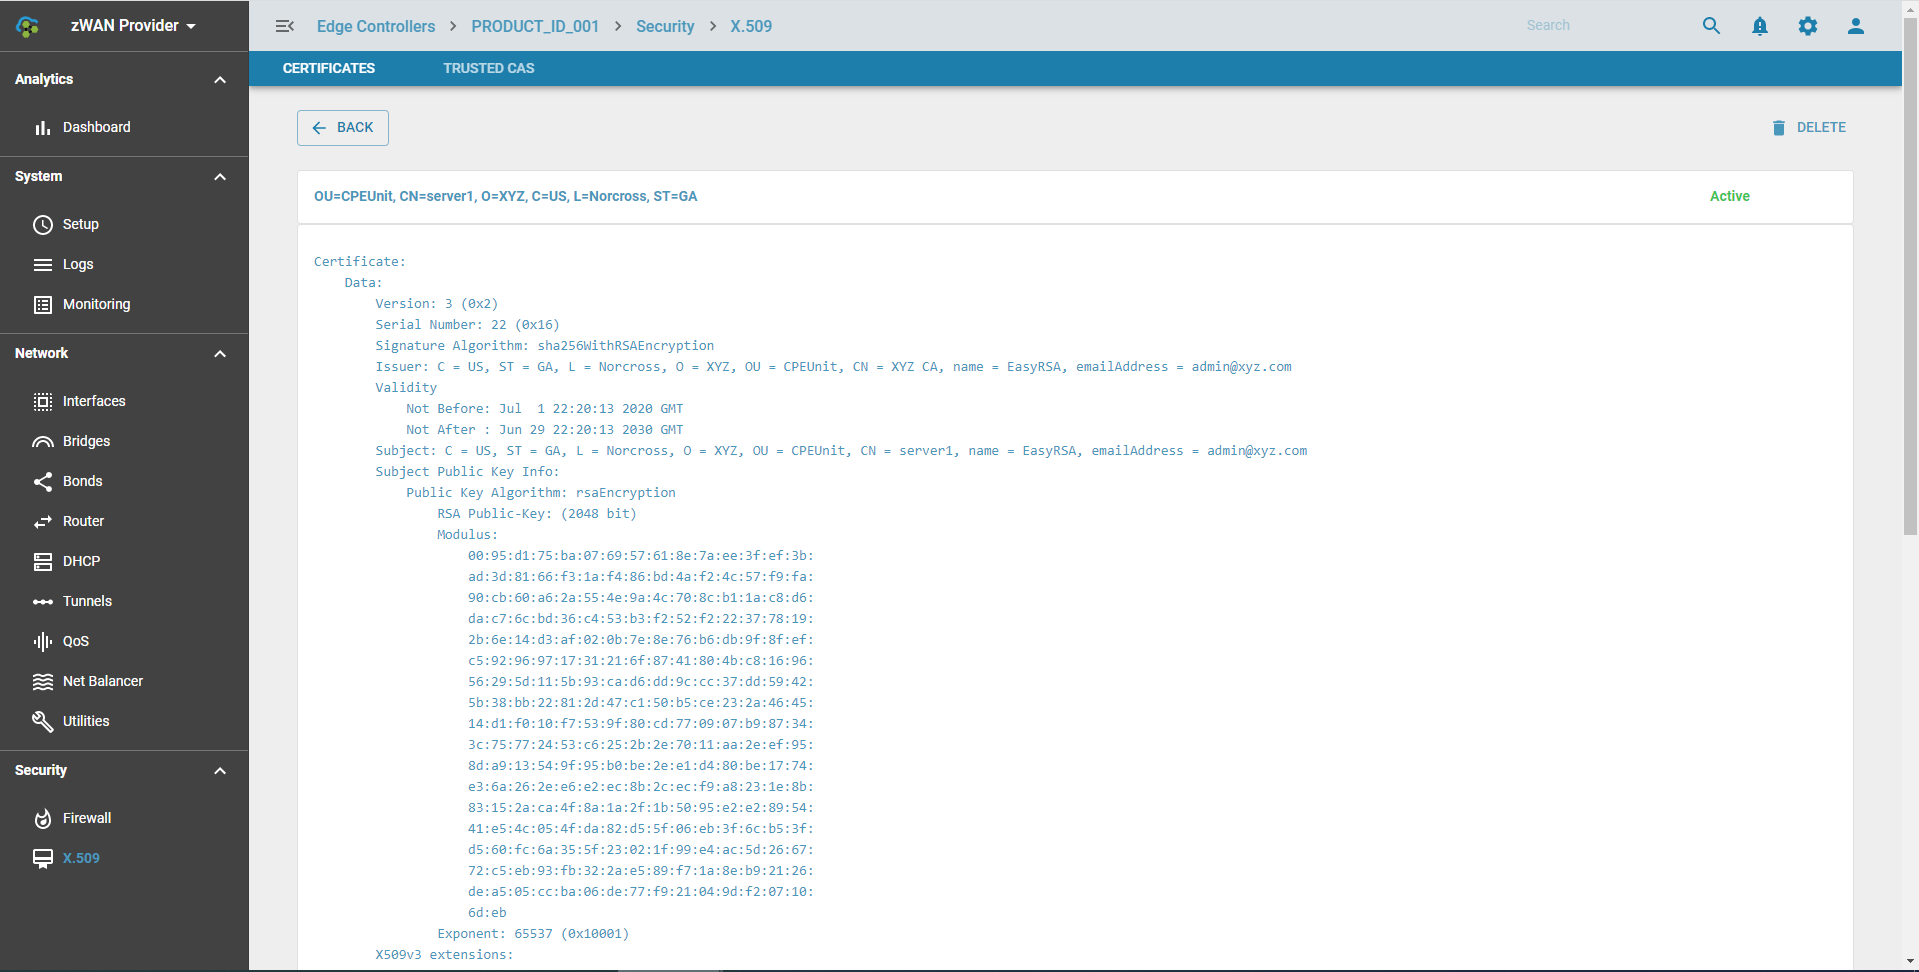 zWAN Provider
Edge Controllers > PRODUCT_ID_001 > Security > X.509
Search
CERTIFICATES
TRUSTED CAS
Analytics
Dashboard
System
Setup
Logs
Monitoring
Network
Interfaces
Bridges
Bonds
Router
DHCP
Tunnels
QoS
Net Balancer
Utilities
Security
Firewall
X.509
BACK
DELETE
OU=CPEUnit, CN=server1, O=XYZ, C=US, L=Norcross, ST=GA
Active
Certificate:
Data:
Version: 3 (0x2)
Serial Number: 22 (0x16)
Signature Algorithm: sha256WithRSAEncryption
Issuer: C = US, ST = GA, L = Norcross, O = XYZ, OU = CPEUnit, CN = XYZ CA, name = EasyRSA, emailAddress = admin@xyz.com
Validity
Not Before: Jul  1 22:20:13 2020 GMT
Not After : Jun 29 22:20:13 2030 GMT
Subject: C = US, ST = GA, L = Norcross, O = XYZ, OU = CPEUnit, CN = server1, name = EasyRSA, emailAddress = admin@xyz.com
Subject Public Key Info:
Public Key Algorithm: rsaEncryption
RSA Public-Key: (2048 bit)
Modulus:
00:95:d1:75:ba:07:69:57:61:8e:7a:ee:3f:ef:3b:
ad:3d:81:66:f3:1a:f4:86:bd:4a:f2:4c:57:f9:fa:
90:cb:60:a6:2a:55:4e:9a:4c:70:8c:b1:1a:c8:d6:
da:c7:6c:bd:36:c4:53:b3:f2:52:f2:22:37:78:19:
2b:6e:14:d3:af:02:0b:7e:8e:76:b6:db:9f:8f:ef:
c5:92:96:97:17:31:21:6f:87:41:80:4b:c8:16:96:
56:29:5d:11:5b:93:ca:d6:dd:9c:cc:37:dd:59:42:
5b:38:bb:22:81:2d:47:c1:50:b5:ce:23:2a:46:45:
14:d1:f0:10:f7:53:9f:80:cd:77:09:07:b9:87:34:
3c:75:77:24:53:c6:25:2b:2e:70:11:aa:2e:ef:95:
8d:a9:13:54:9f:95:b0:be:2e:e1:d4:80:be:17:74:
e3:6a:26:2e:e6:e2:ec:8b:2c:ec:f9:a8:23:1e:8b:
83:15:2a:ca:4f:8a:1a:2f:1b:50:95:e2:e2:89:54:
41:e5:4c:05:4f:da:82:d5:5f:06:eb:3f:6c:b5:3f:
d5:60:fc:6a:35:5f:23:02:1f:99:e4:ac:5d:26:67:
72:c5:eb:93:fb:32:2a:e5:89:f7:1a:8e:b9:21:26:
de:a5:05:cc:ba:06:de:77:f9:21:04:9d:f2:07:10:
6d:eb
Exponent: 65537 (0x10001)
X509v3 extensions: